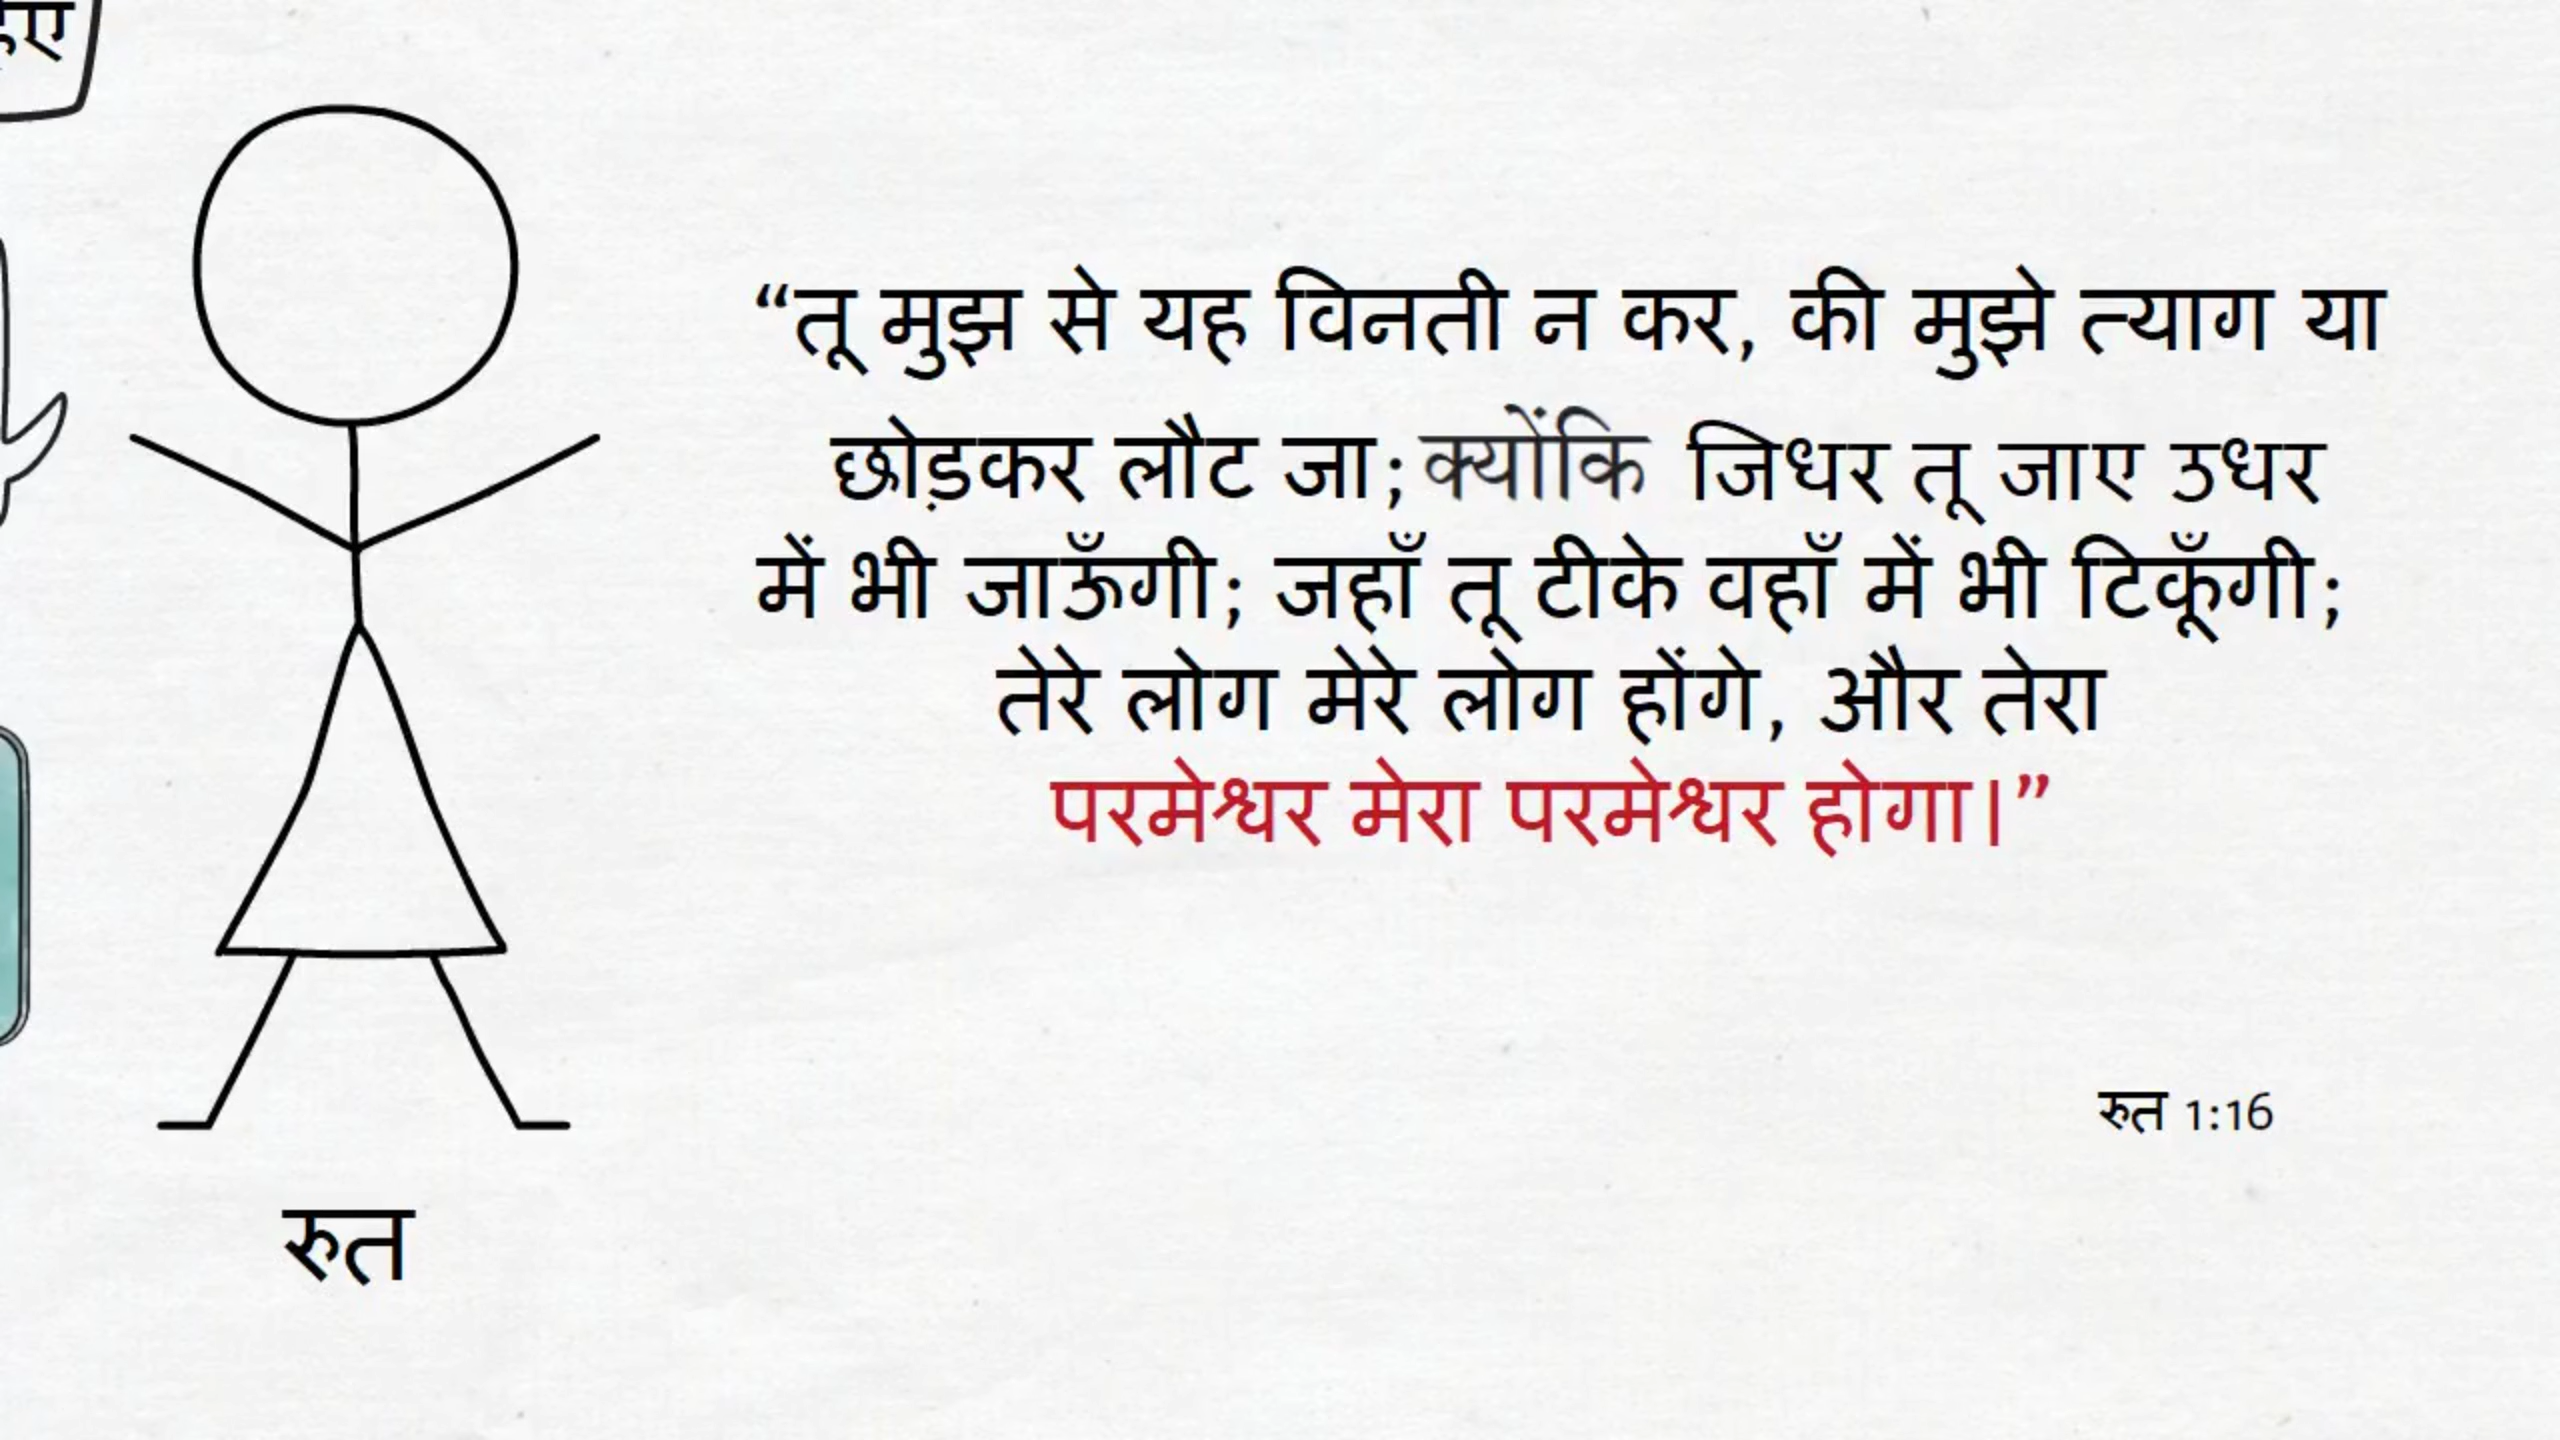 “तू मुझ से यह विनती न कर, की मुझे त्याग या
छोड़कर लौट जा; क्योंकि जिधर तू जाए उधर
में भी जाऊँगी; जहाँ तू टीके वहाँ में भी टिकूँगी;
तेरे लोग मेरे लोग होंगे, और तेरा
परमेश्वर मेरा परमेश्वर होगा।”
रुत 1:16
रुत